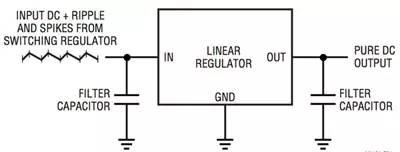 INPUT DC + RIPPLE
AND SPIKES FROM
SWITCHING REGULATOR
IN
LINEAR
REGULATOR
OUT
PURE DC
OUTPUT
FILTER
CAPACITOR
GND
FILTER
CAPACITOR